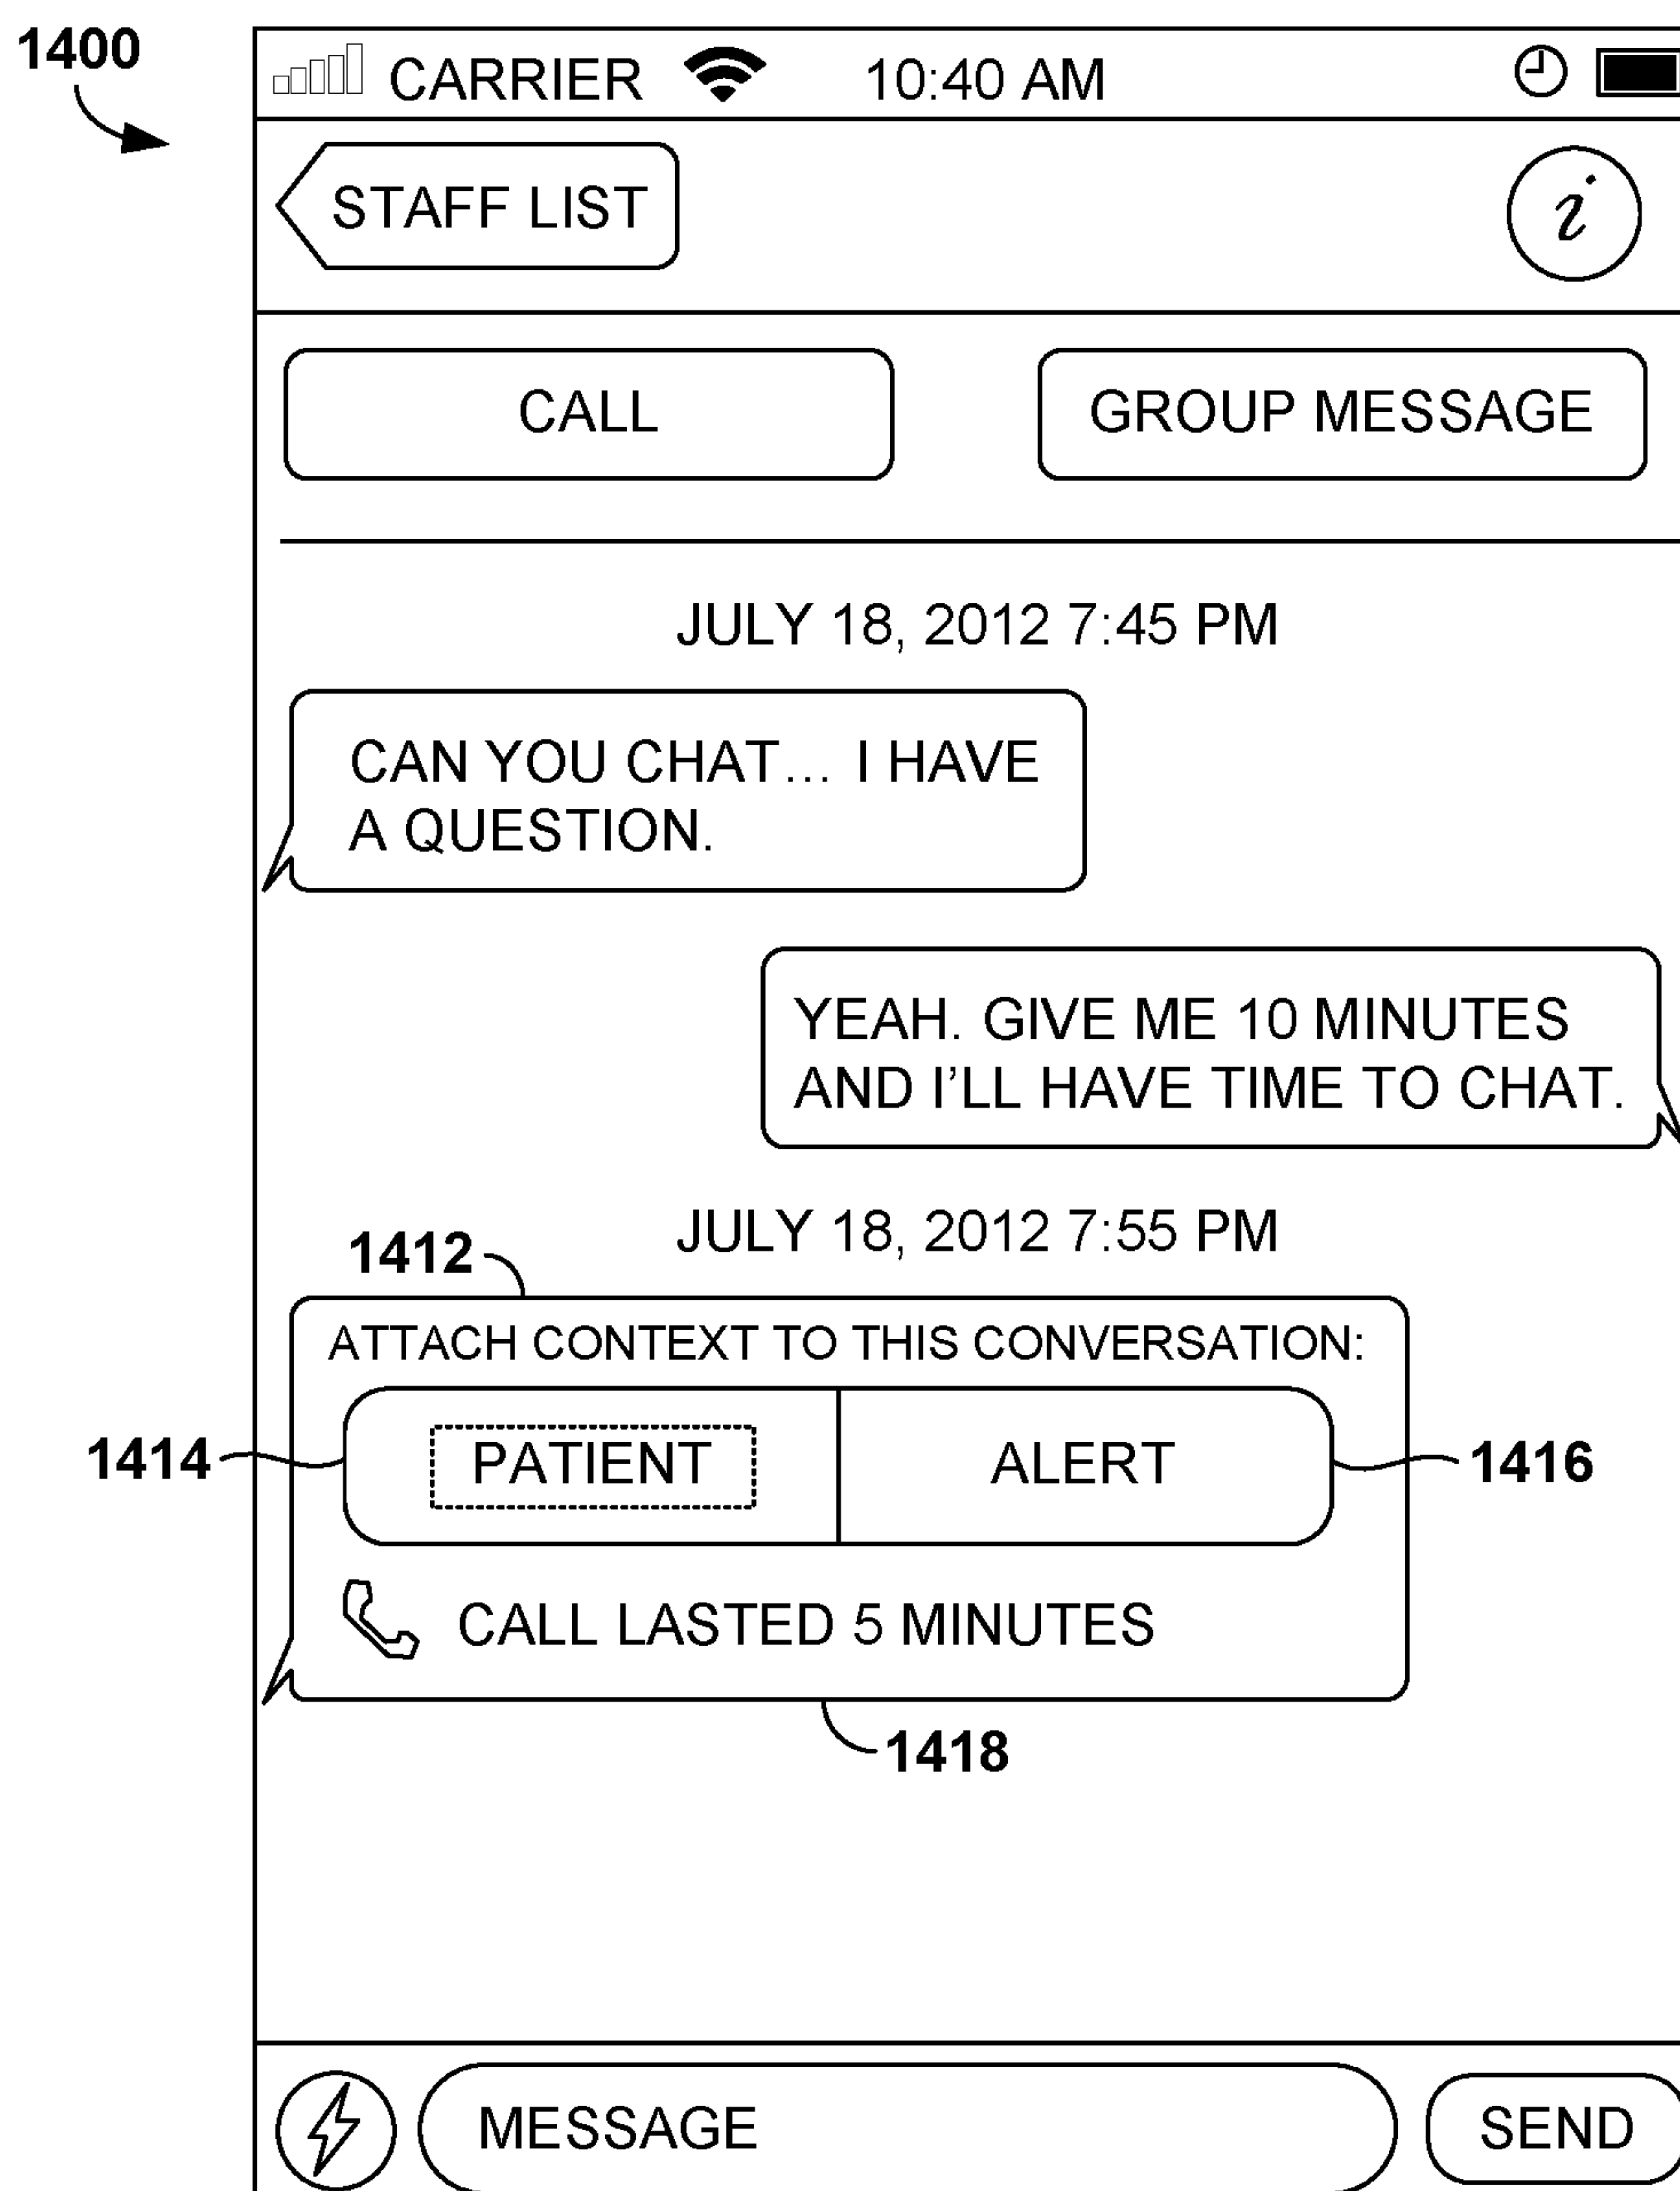 1400
CARRIER 10:40 AM
STAFF LIST i
CALL GROUP MESSAGE
JULY 18, 2012 7:45 PM
CAN YOU CHAT... I HAVE
A QUESTION.
YEAH. GIVE ME 10 MINUTES
AND I'LL HAVE TIME TO CHAT.
JULY 18, 2012 7:55 PM
1412
ATTACH CONTEXT TO THIS CONVERSATION:
1414 PATIENT ALERT 1416
CALL LASTED 5 MINUTES
1418
MESSAGE SEND